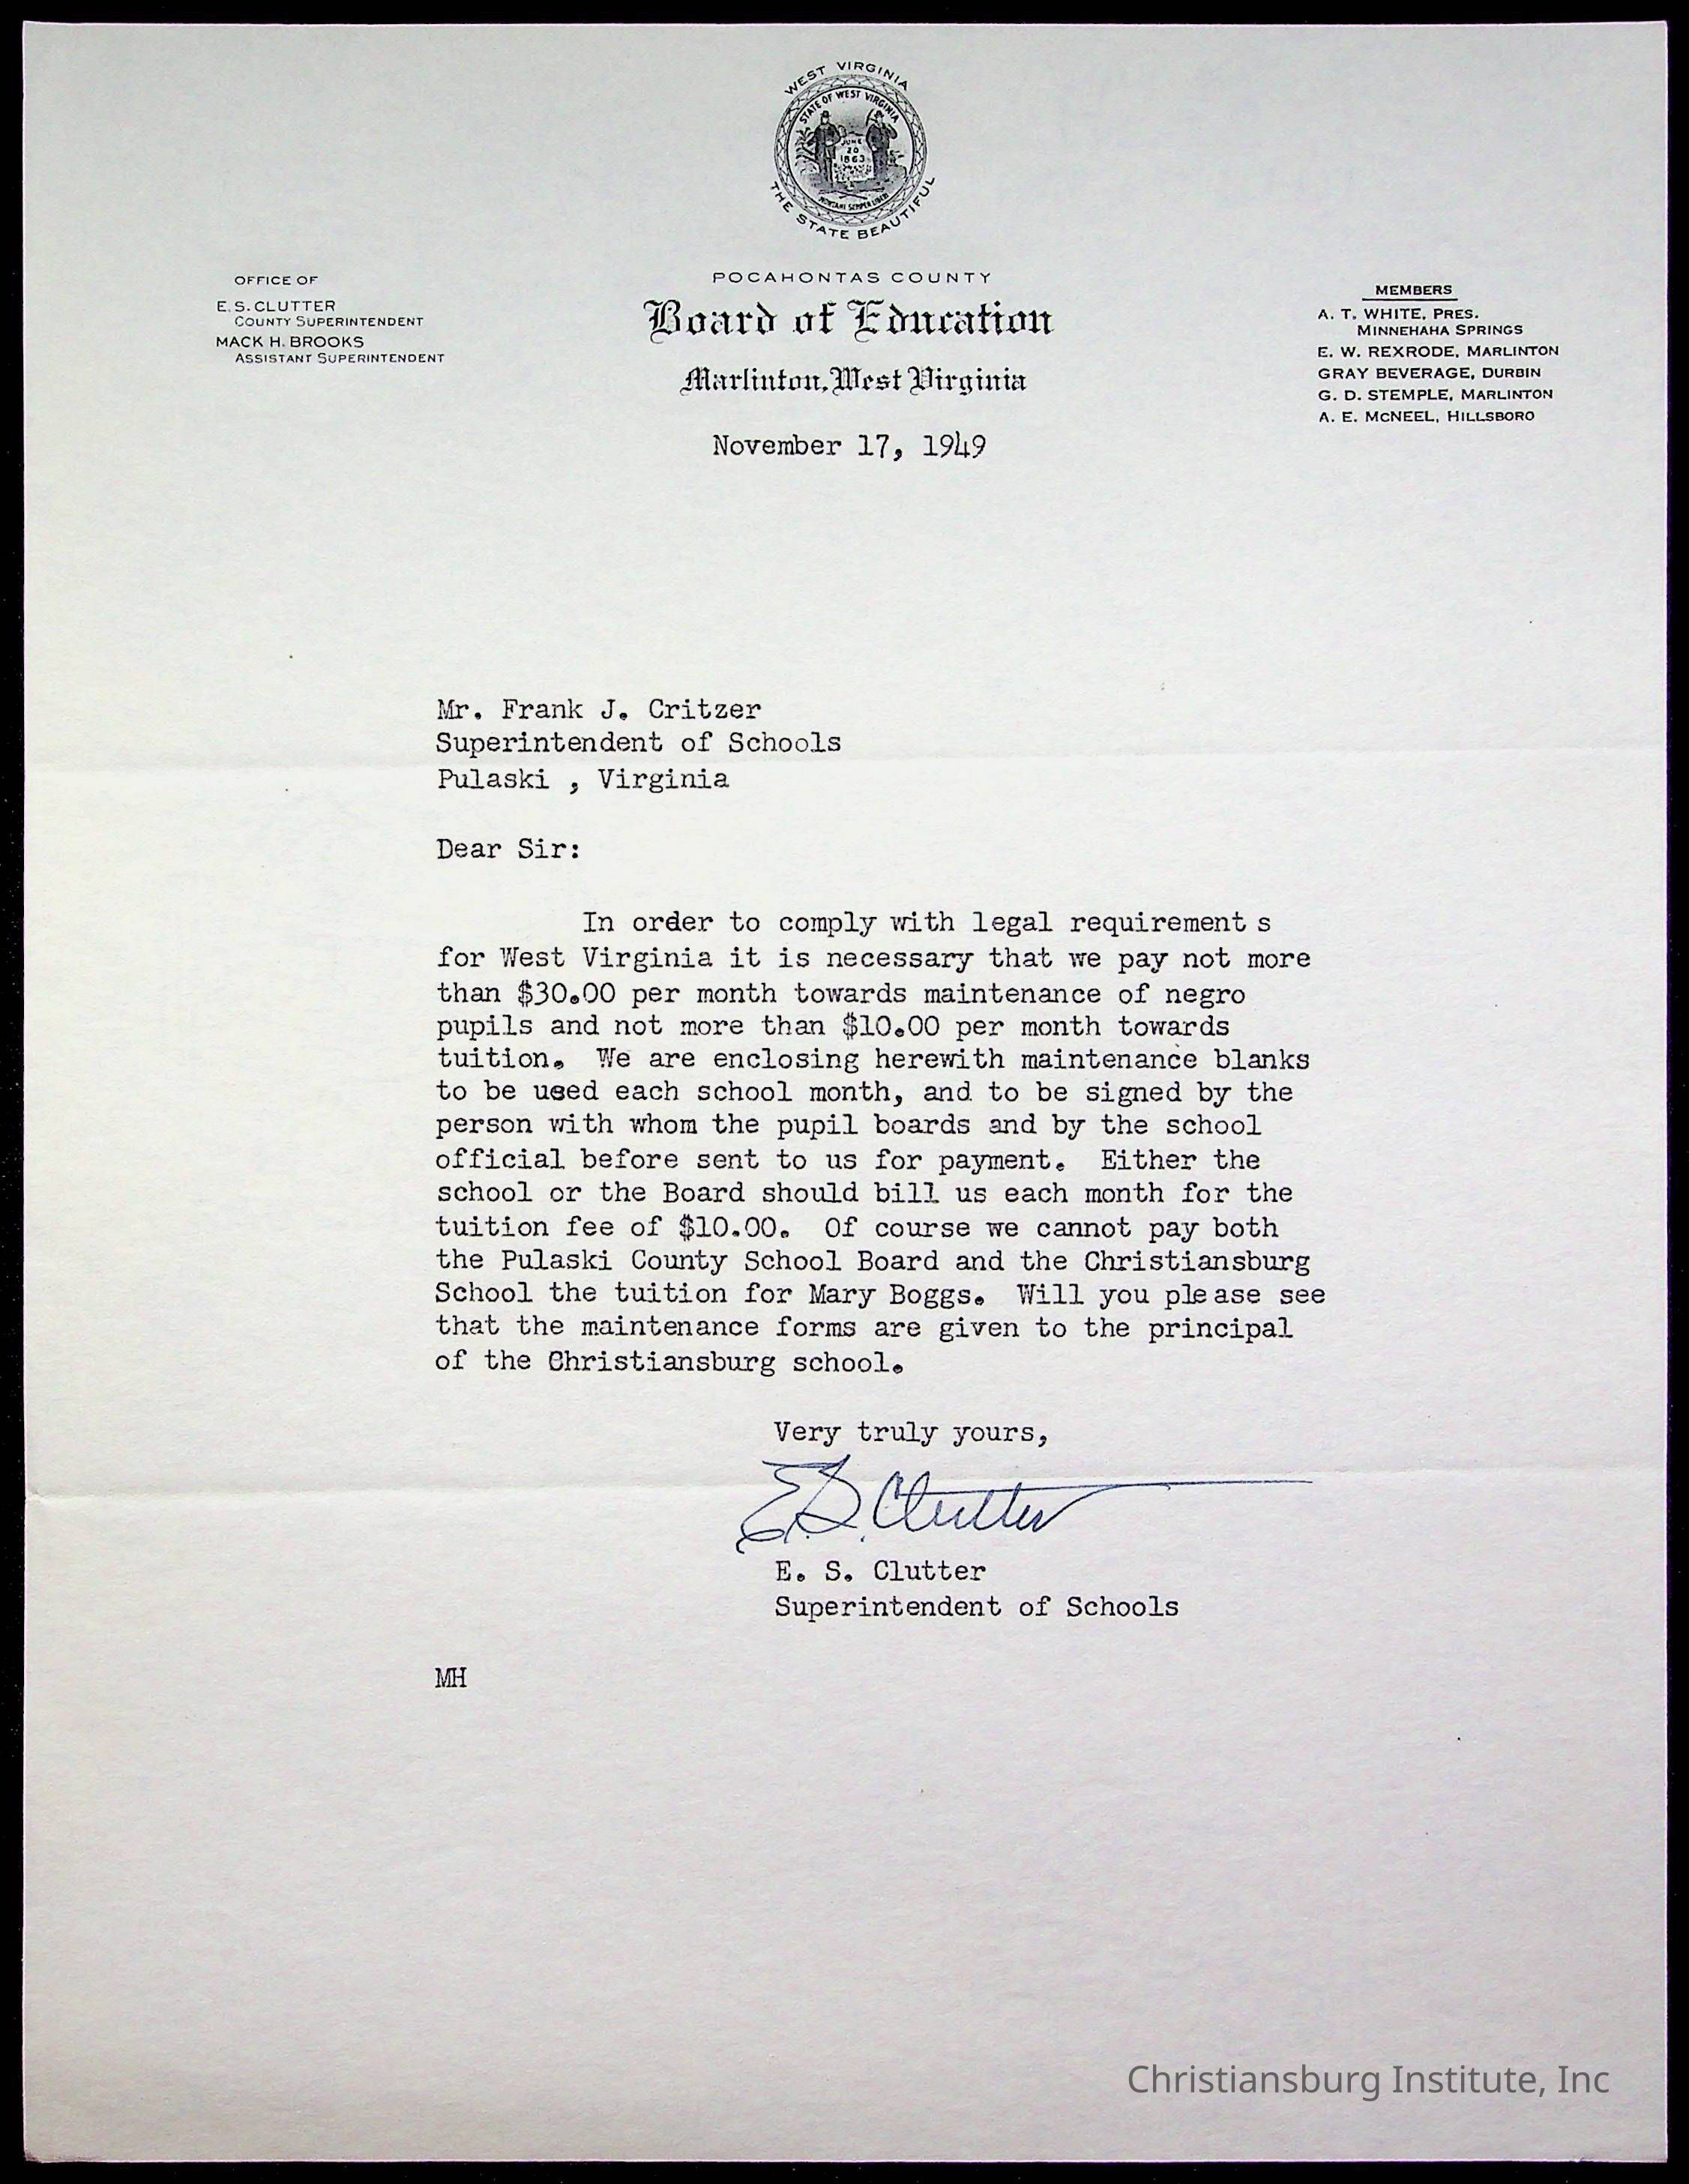 WEST VIRGINIA
STATE OF WEST VIRGINIA
JUNE
20
1863
MONTANI SEMPER LIBERI
THE STATE BEAUTIFUL
OFFICE OF
E. S. CLUTTER
COUNTY SUPERINTENDENT
MACK H. BROOKS
ASSISTANT SUPERINTENDENT
POCAHONTAS COUNTY
Board of Education
Marlinton, West Virginia
MEMBERS
A. T. WHITE, PRES.
MINNEHAHA SPRINGS
E. W. REXRODE, MARLINTON
GRAY BEVERAGE, DURBIN
G. D. STEMPLE, MARLINTON
A. E. MCNEEL, HILLSBORO
November 17, 1949
Mr. Frank J. Critzer
Superintendent of Schools
Pulaski , Virginia
Dear Sir:
In order to comply with legal requirement s
for West Virginia it is necessary that we pay not more
than $30.00 per month towards maintenance of negro
pupils and not more than $10.00 per month towards
tuition. We are enclosing herewith maintenance blanks
to be used each school month, and to be signed by the
person with whom the pupil boards and by the school
official before sent to us for payment. Either the
school or the Board should bill us each month for the
tuition fee of $10.00. Of course we cannot pay both
the Pulaski County School Board and the Christiansburg
School the tuition for Mary Boggs. Will you please see
that the maintenance forms are given to the principal
of the Christiansburg school.
Very truly yours,
E. S. Clutter
E. S. Clutter
Superintendent of Schools
MH
Christiansburg Institute, Inc